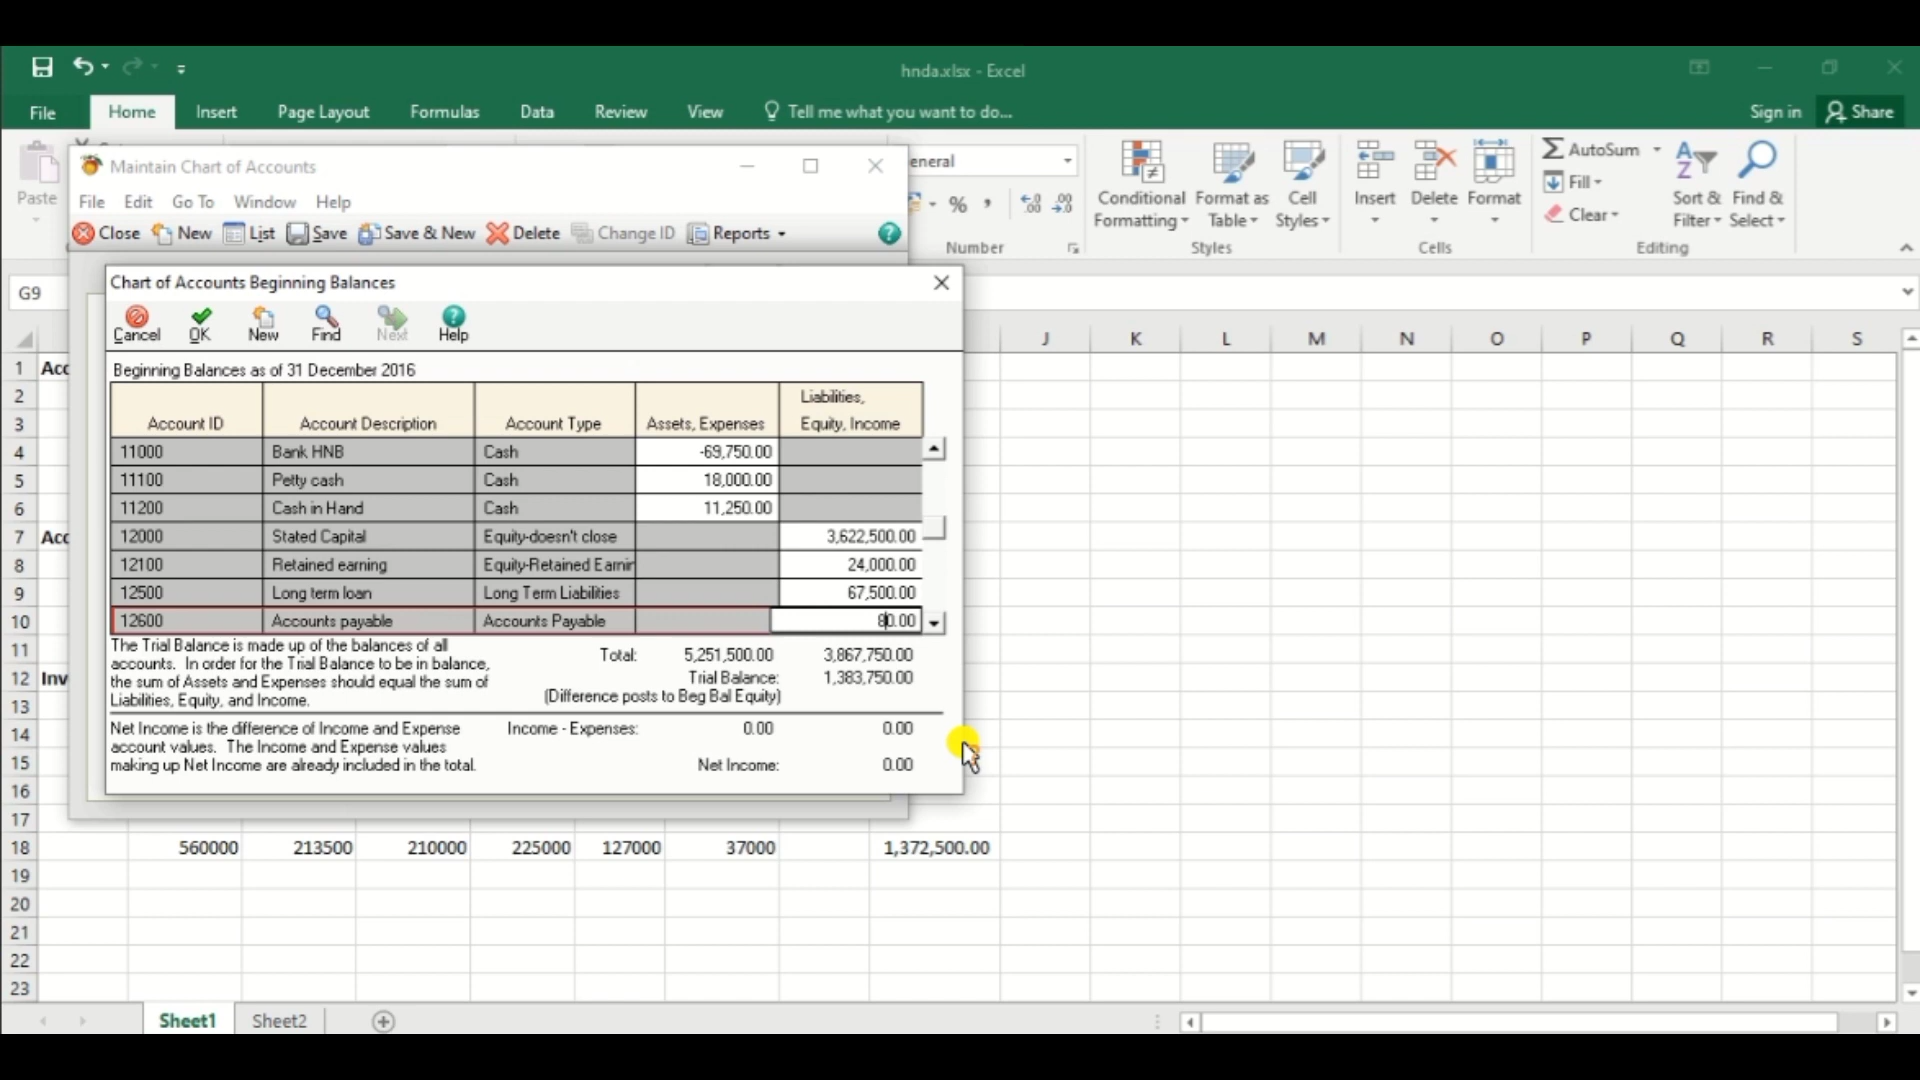 hnda.xlsx - Excel
File Home Insert Page Layout Formulas Data Review View Tell me what you want to do... Sign in Share
Paste
eneral
% ,
Number
Conditional Formatting
Format as Table
Cell Styles
Styles
Insert Delete Format
Cells
AutoSum
Fill
Clear
Sort & Filter
Find & Select
Editing
Maintain Chart of Accounts
File Edit Go To Window Help
Close New List Save Save & New Delete Change ID Reports
G9
Chart of Accounts Beginning Balances
Cancel OK New Find Next Help
Beginning Balances as of 31 December 2016
Account ID Account Description Account Type Assets, Expenses Liabilities, Equity, Income
11000 Bank HNB Cash -69,750.00
11100 Petty cash Cash 18,000.00
11200 Cash in Hand Cash 11,250.00
12000 Stated Capital Equity-doesn't close 3,622,500.00
12100 Retained earning Equity-Retained Earnin 24,000.00
12500 Long term loan Long Term Liabilities 67,500.00
12600 Accounts payable Accounts Payable 80.00
The Trial Balance is made up of the balances of all
accounts. In order for the Trial Balance to be in balance,
the sum of Assets and Expenses should equal the sum of
Liabilities, Equity, and Income.
Total: 5,251,500.00 3,867,750.00
Trial Balance: 1,383,750.00
(Difference posts to Beg Bal Equity)
Net Income is the difference of Income and Expense
account values. The Income and Expense values
making up Net Income are already included in the total.
Income - Expenses: 0.00 0.00
Net Income: 0.00
J K L M N O P Q R S
1 Acc
2
3
4
5
6
7 Acc
8
9
10
11
12 Inv
13
14
15
16
17
18 560000 213500 210000 225000 127000 37000 1,372,500.00
19
20
21
22
23
Sheet1 Sheet2